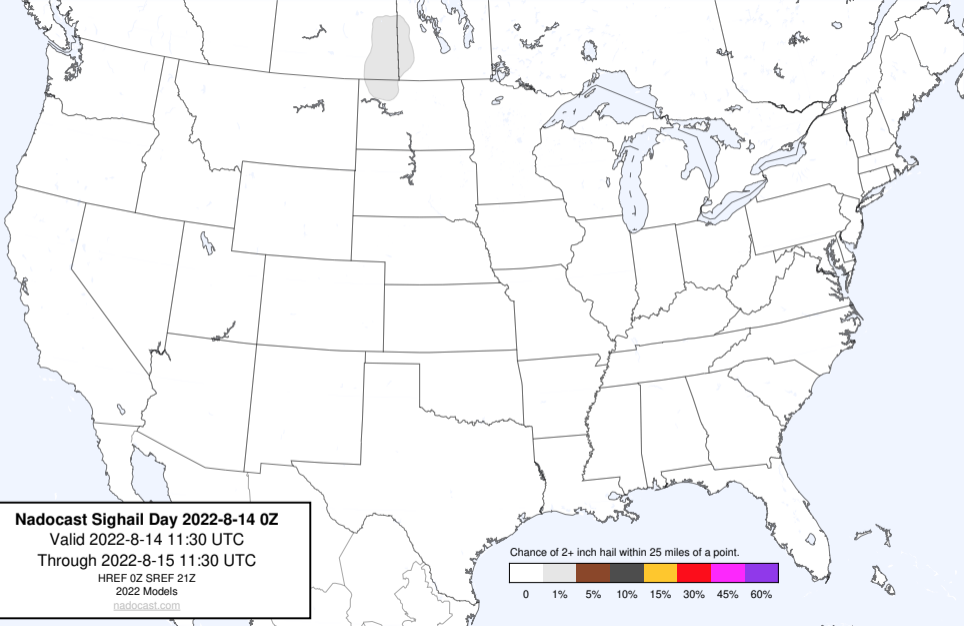 Nadocast Sighail Day 2022-8-14 0Z
Valid 2022-8-14 11:30 UTC
Through 2022-8-15 11:30 UTC
HREF 0Z SREF 21Z
2022 Models
nadocast.com
Chance of 2+ inch hail within 25 miles of a point.
0 1% 5% 10% 15% 30% 45% 60%